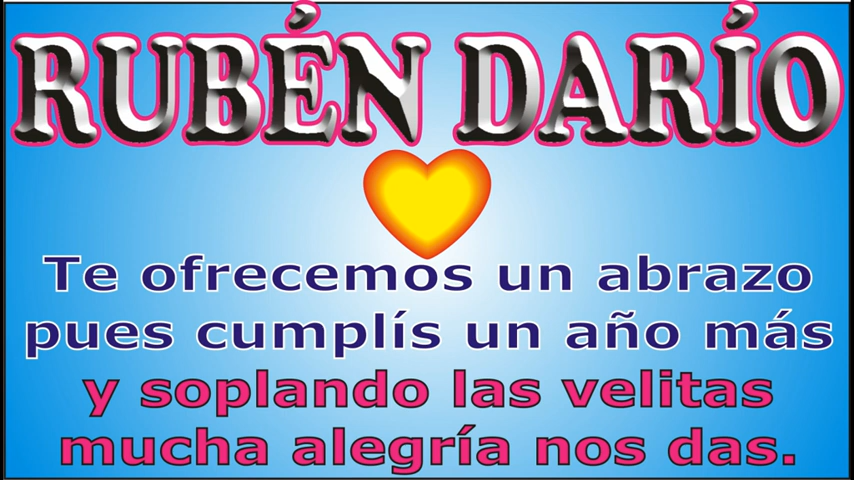 RUBÉN DARÍO
Te ofrecemos un abrazo
pues cumplís un año más
y soplando las velitas
mucha alegría nos das.